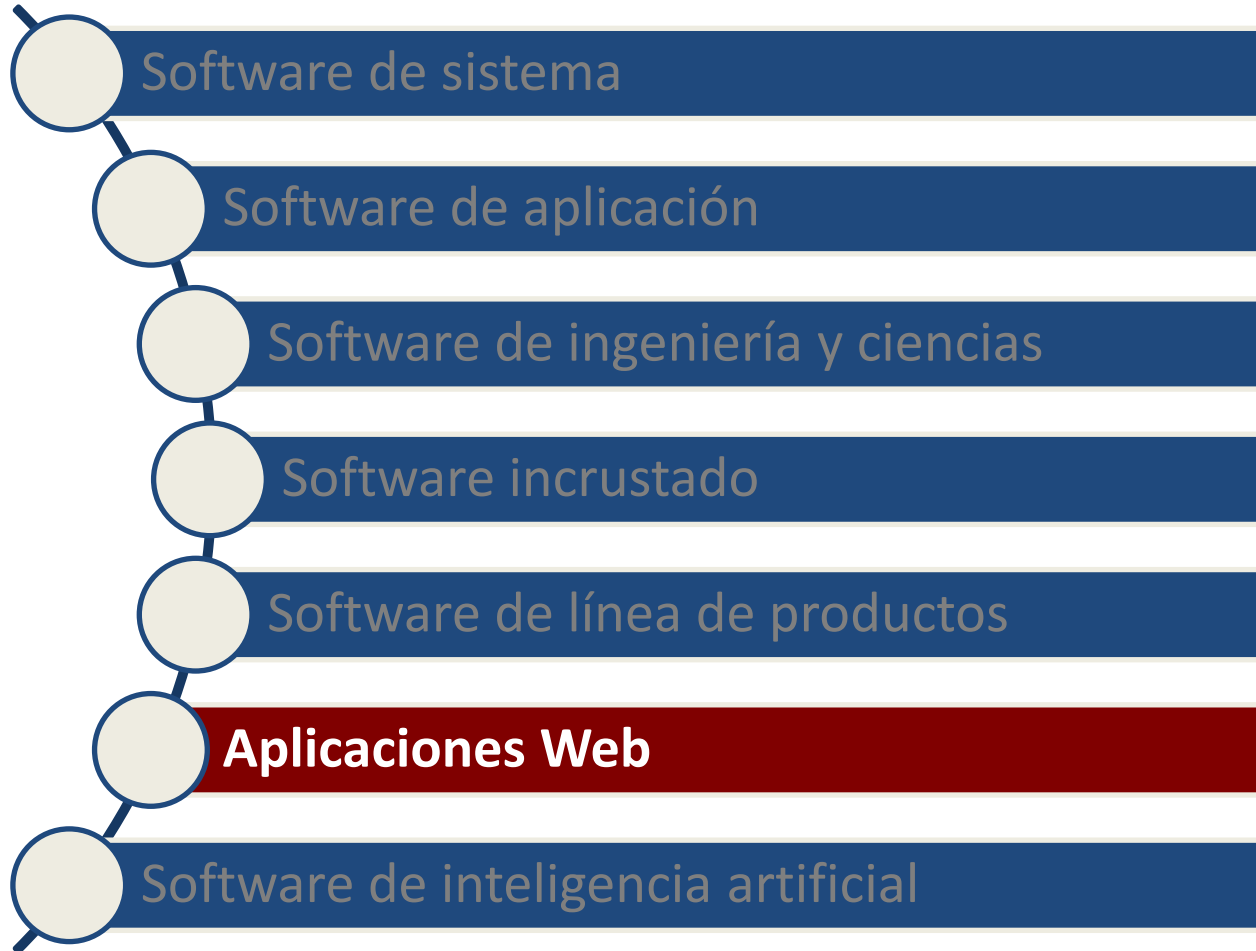 Software de sistema
Software de aplicación
Software de ingeniería y ciencias
Software incrustado
Software de línea de productos
Aplicaciones Web
Software de inteligencia artificial